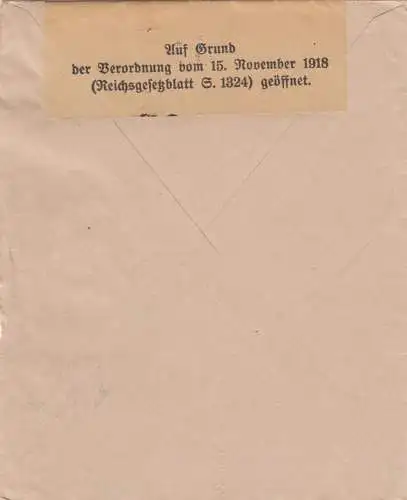 Auf Grund
der Verordnung vom 15. November 1918
(Reichsgesetzblatt S. 1324) geöffnet.